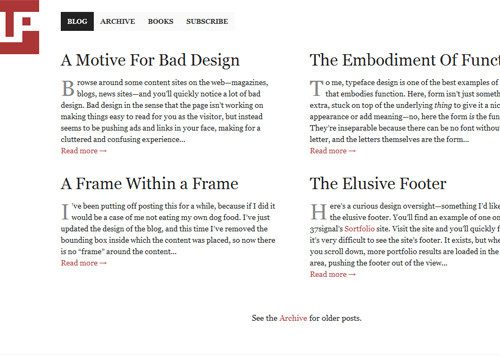 BLOG ARCHIVE BOOKS SUBSCRIBE
A Motive For Bad Design
Browse around some content sites on the web—magazines,
blogs, news sites—and you'll quickly notice a lot of bad
design. Bad design in the sense that the page isn't working on
making things easy to read for you as the visitor, but instead
seems to be pushing ads and links in your face, making for a
cluttered and confusing experience...
Read more →
The Embodiment Of Funct
To me, typeface design is one of the best examples of
that embodies function. Here, form isn't just someth
extra, stuck on top of the underlying thing to give it a nic
appearance or add meaning—no, here the form is the fun
They're inseparable because there can be no font without
letter, and the letters themselves are the form...
Read more →
A Frame Within a Frame
I've been putting off posting this for a while, because if I did it
would be a case of me not eating my own dog food. I've just
updated the design of the blog, and this time I've removed the
bounding box inside which the content was placed, so now there
is no "frame" around the content...
Read more →
The Elusive Footer
Here's a curious design oversight—something I'd like
the elusive footer. You'll find an example of one on
37signal's Sortfolio site. Visit the site and you'll quickly f
it's very difficult to see the site's footer. It exists, but whe
you scroll down, more portfolio results are loaded in the
area, pushing the footer out of the view...
Read more →
See the Archive for older posts.